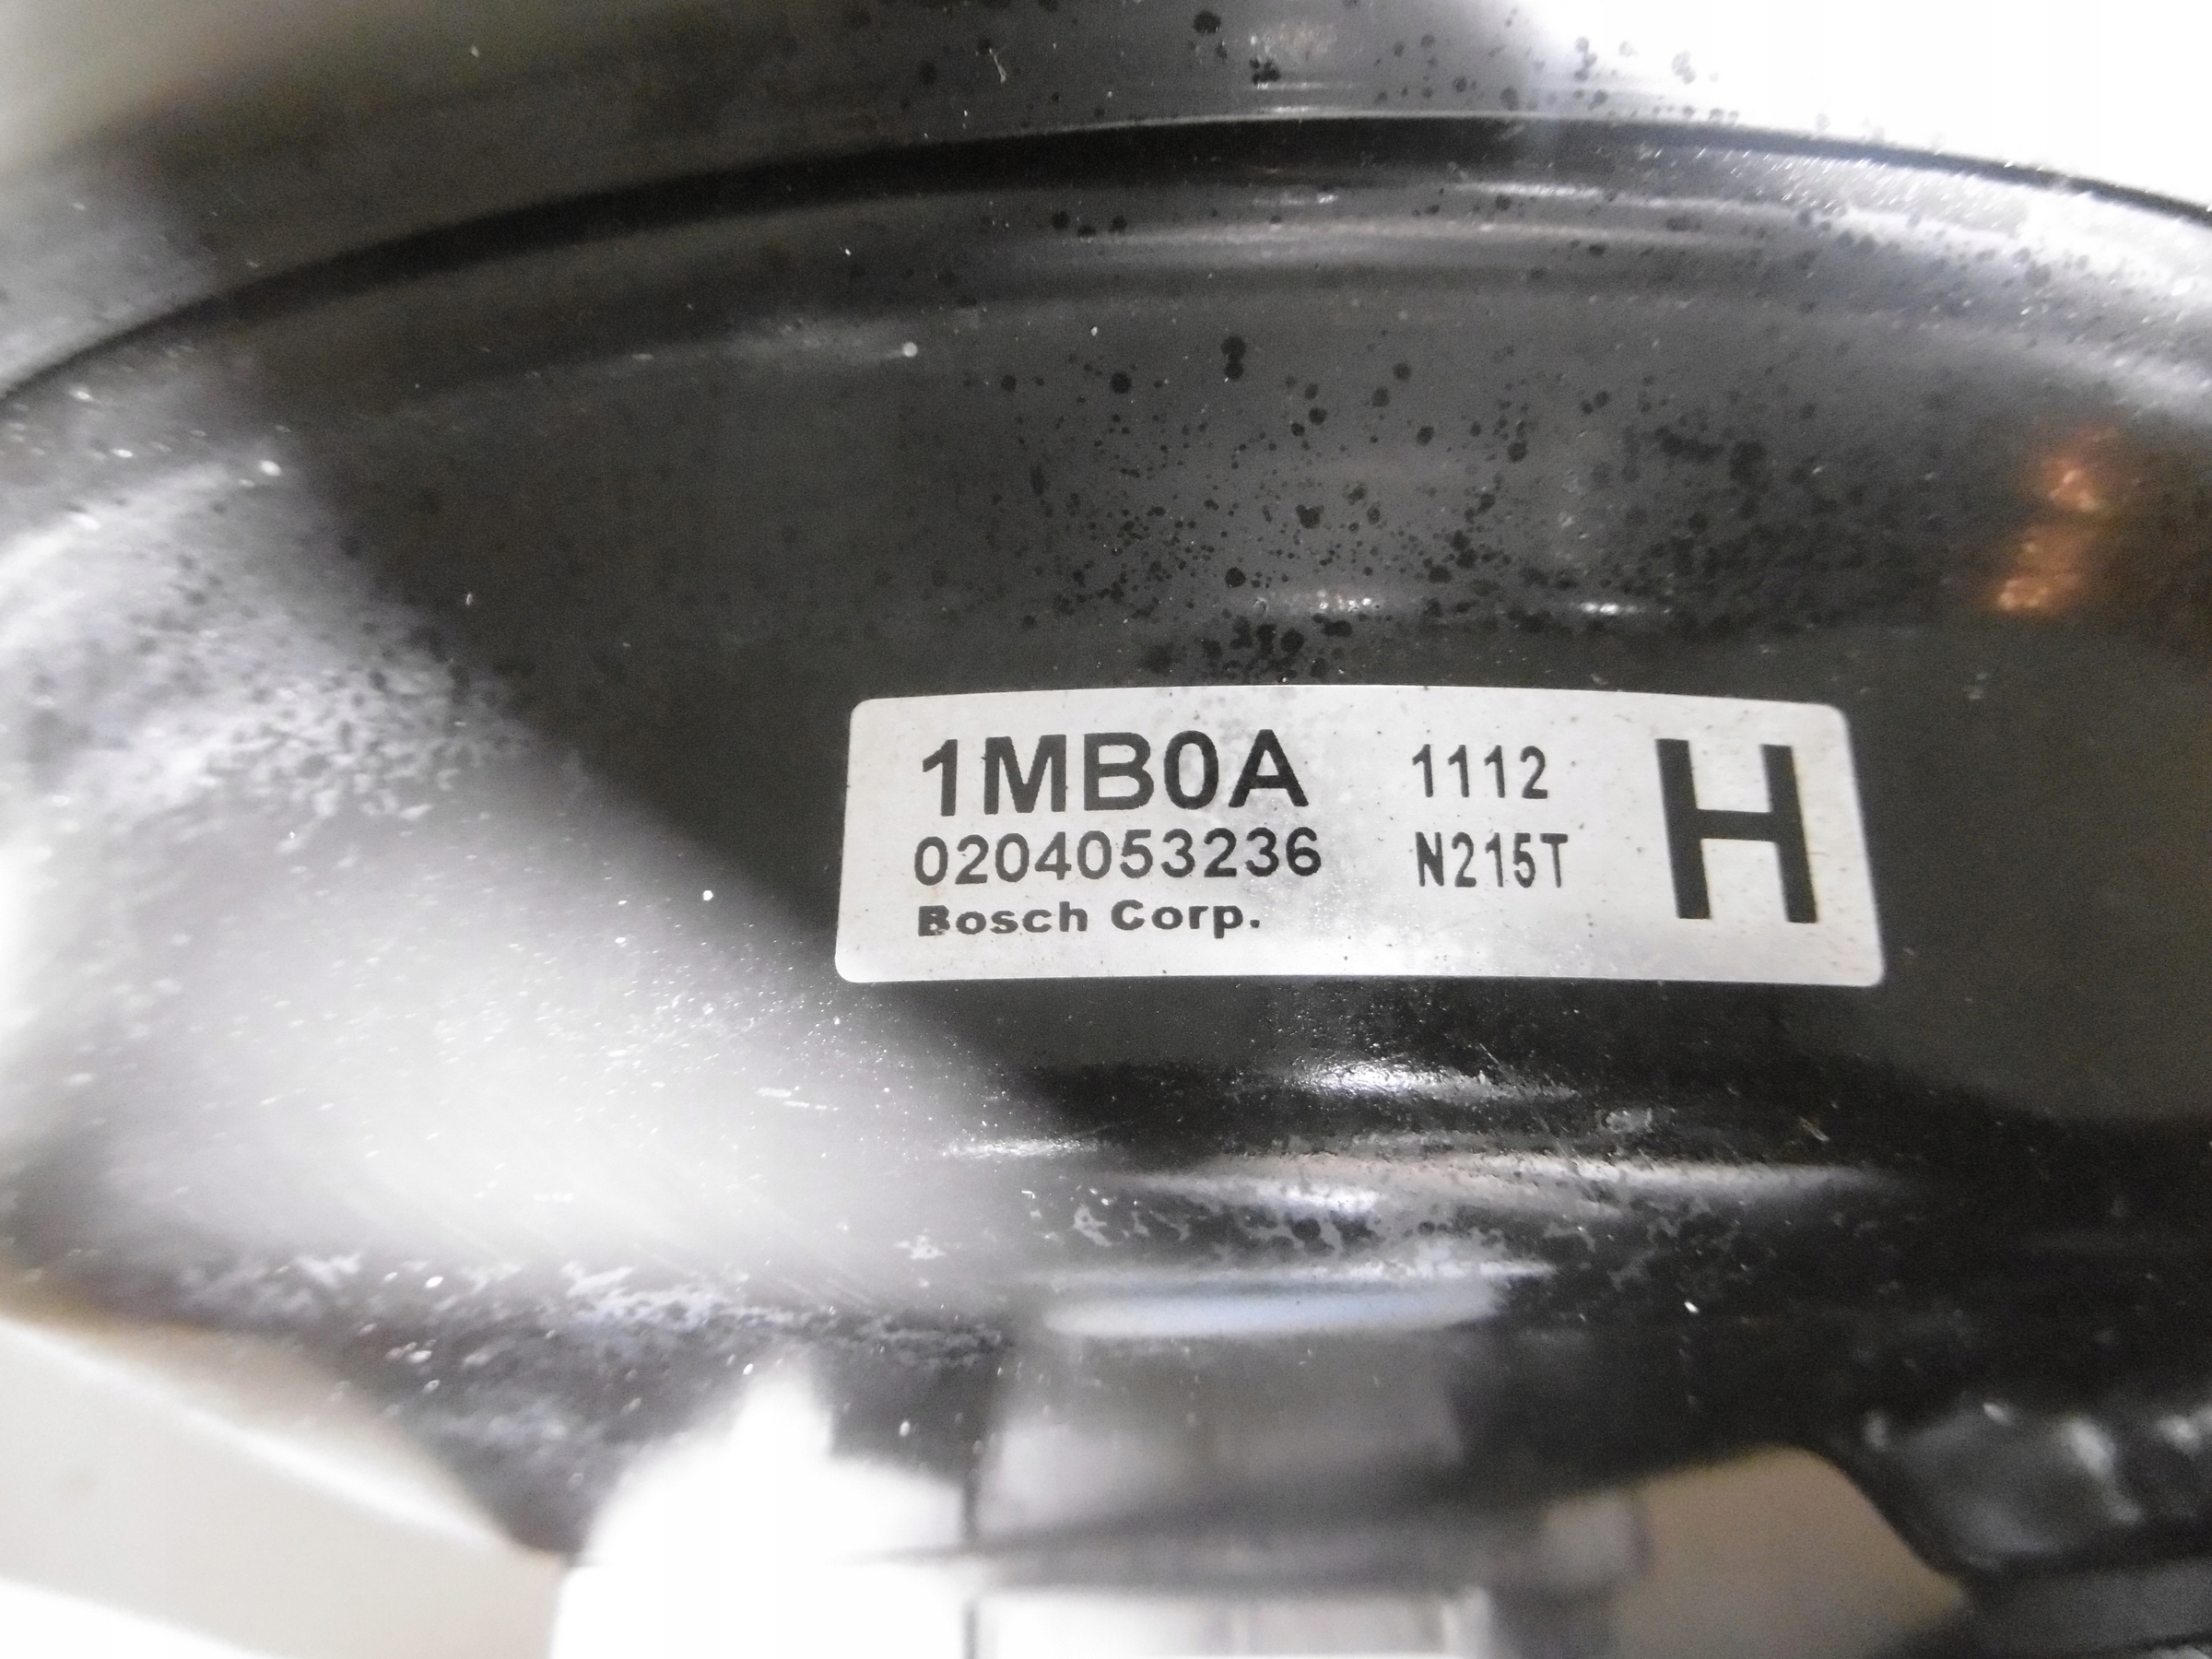 1MB0A 1112 H
0204053236 N215T
Bosch Corp.